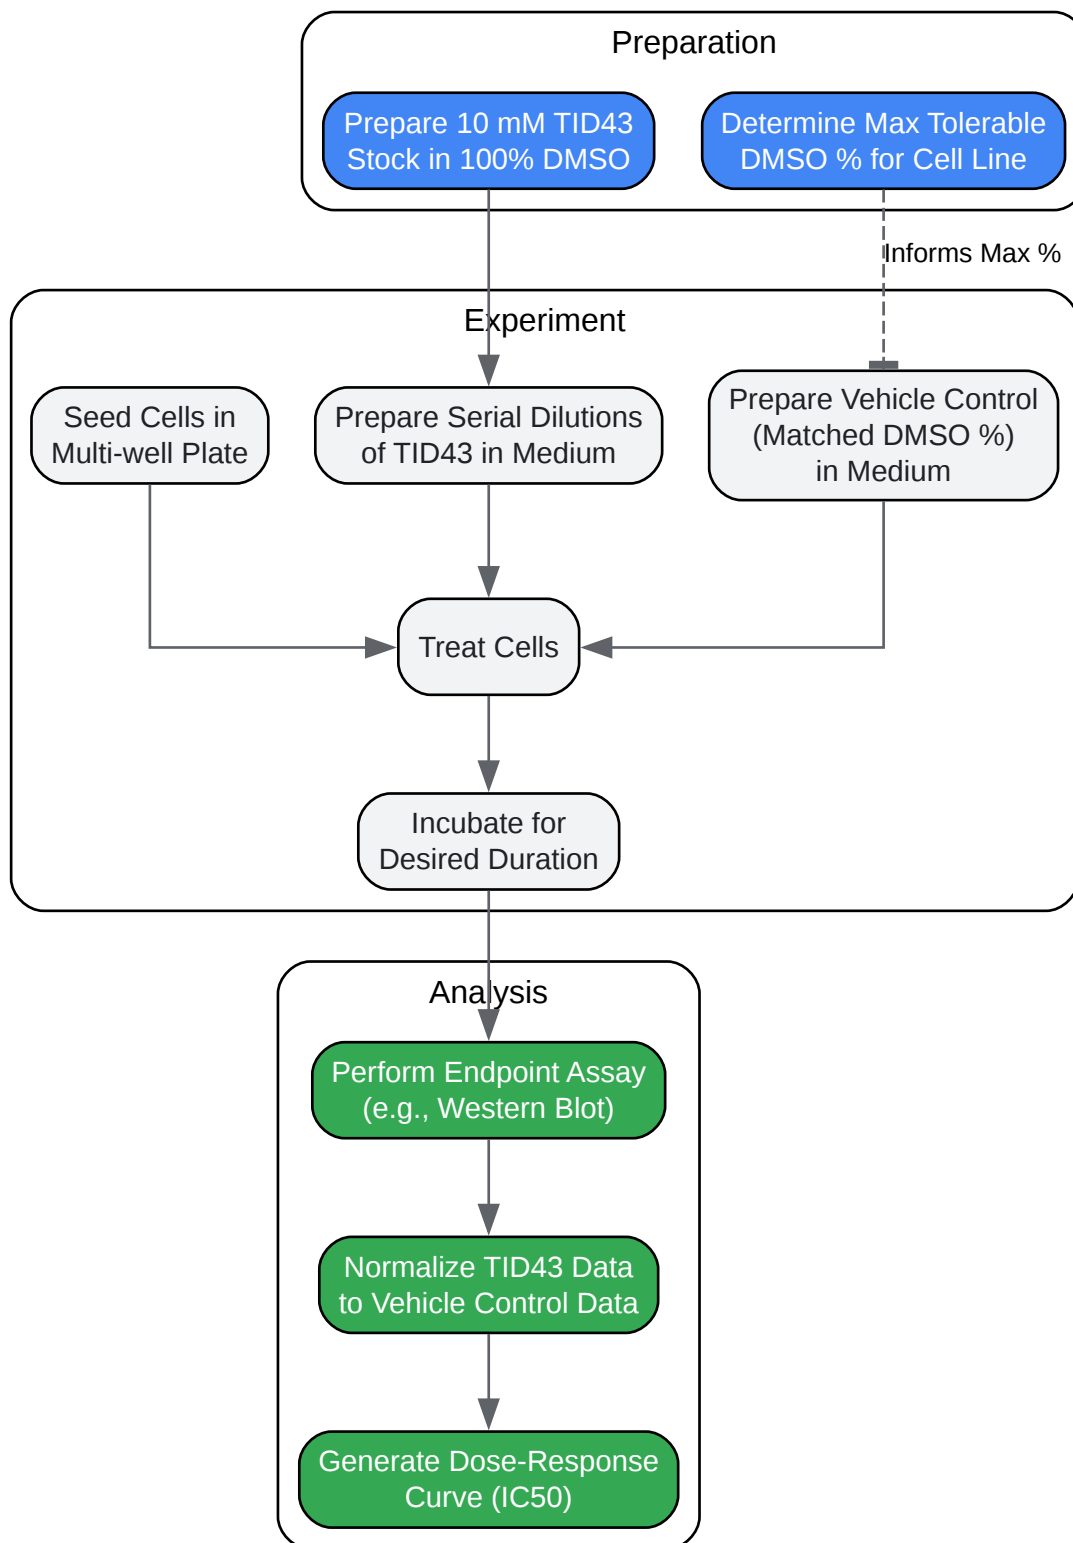 Preparation
Prepare 10 mM TID43
Stock in 100% DMSO
Determine Max Tolerable
DMSO % for Cell Line
Informs Max %
Experiment
Seed Cells in
Multi-well Plate
Prepare Serial Dilutions
of TID43 in Medium
Prepare Vehicle Control
(Matched DMSO %)
in Medium
Treat Cells
Incubate for
Desired Duration
Analysis
Perform Endpoint Assay
(e.g., Western Blot)
Normalize TID43 Data
to Vehicle Control Data
Generate Dose-Response
Curve (IC50)